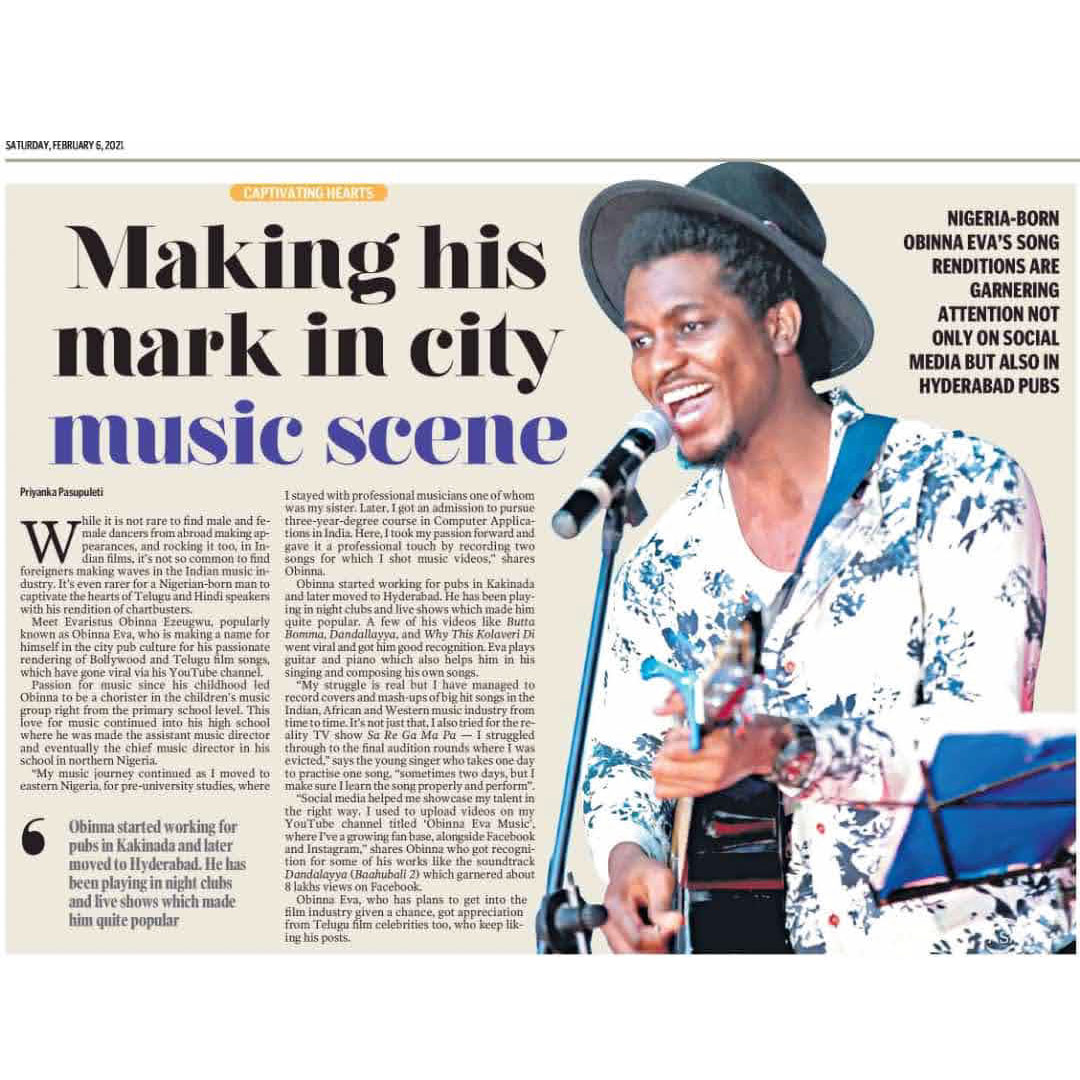 SATURDAY, FEBRUARY 6, 2021
CAPTIVATING HEARTS
Making his
mark in city
music scene
NIGERIA-BORN
OBINNA EVA'S SONG
RENDITIONS ARE
GARNERING
ATTENTION NOT
ONLY ON SOCIAL
MEDIA BUT ALSO IN
HYDERABAD PUBS
Priyanka Pasupuleti
While it is not rare to find male and fe-
male dancers from abroad making ap-
pearances, and rocking it too, in In-
dian films, it's not so common to find
foreigners making waves in the Indian music in-
dustry. It's even rarer for a Nigerian-born man to
captivate the hearts of Telugu and Hindi speakers
with his rendition of chartbusters.
Meet Evaristus Obinna Ezeugwu, popularly
known as Obinna Eva, who is making a name for
himself in the city pub culture for his passionate
rendering of Bollywood and Telugu film songs,
which have gone viral via his YouTube channel.
Passion for music since his childhood led
Obinna to be a chorister in the children's music
group right from the primary school level. This
love for music continued into his high school
where he was made the assistant music director
and eventually the chief music director in his
school in northern Nigeria.
"My music journey continued as I moved to
eastern Nigeria, for pre-university studies, where
‘ Obinna started working for
pubs in Kakinada and later
moved to Hyderabad. He has
been playing in night clubs
and live shows which made
him quite popular
I stayed with professional musicians one of whom
was my sister. Later, I got an admission to pursue
three-year-degree course in Computer Applica-
tions in India. Here, I took my passion forward and
gave it a professional touch by recording two
songs for which I shot music videos," shares
Obinna.
Obinna started working for pubs in Kakinada
and later moved to Hyderabad. He has been play-
ing in night clubs and live shows which made him
quite popular. A few of his videos like Butta
Bomma, Dandallayya, and Why This Kolaveri Di
went viral and got him good recognition. Eva plays
guitar and piano which also helps him in his
singing and composing his own songs.
"My struggle is real but I have managed to
record covers and mash-ups of big hit songs in the
Indian, African and Western music industry from
time to time. It's not just that, I also tried for the re-
ality TV show Sa Re Ga Ma Pa — I struggled
through to the final audition rounds where I was
evicted," says the young singer who takes one day
to practise one song, "sometimes two days, but I
make sure I learn the song properly and perform".
"Social media helped me showcase my talent in
the right way. I used to upload videos on my
YouTube channel titled 'Obinna Eva Music',
where I've a growing fan base, alongside Facebook
and Instagram," shares Obinna who got recogni-
tion for some of his works like the soundtrack
Dandalayya (Baahubali 2) which garnered about
8 lakhs views on Facebook.
Obinna Eva, who has plans to get into the
film industry given a chance, got appreciation
from Telugu film celebrities too, who keep lik-
ing his posts.